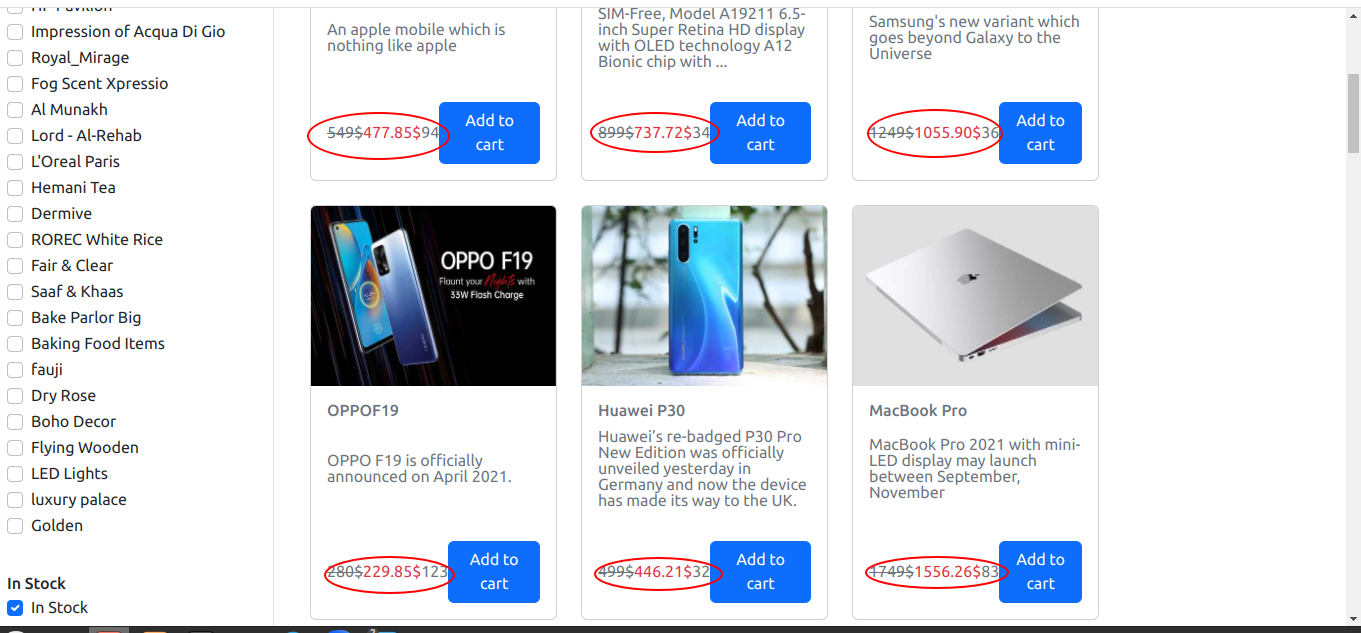 HP Pavilion
Impression of Acqua Di Gio
Royal_Mirage
Fog Scent Xpressio
Al Munakh
Lord - Al-Rehab
L'Oreal Paris
Hemani Tea
Dermive
ROREC White Rice
Fair & Clear
Saaf & Khaas
Bake Parlor Big
Baking Food Items
fauji
Dry Rose
Boho Decor
Flying Wooden
LED Lights
luxury palace
Golden
In Stock
In Stock
An apple mobile which is
nothing like apple
549$477.85$94
Add to
cart
SIM-Free, Model A19211 6.5-
inch Super Retina HD display
with OLED technology A12
Bionic chip with ...
899$737.72$34
Add to
cart
Samsung's new variant which
goes beyond Galaxy to the
Universe
1249$1055.90$36
Add to
cart
OPPO F19
Flaunt your Nights with
33W Flash Charge
OPPOF19
OPPO F19 is officially
announced on April 2021.
280$229.85$123
Add to
cart
Huawei P30
Huawei’s re-badged P30 Pro
New Edition was officially
unveiled yesterday in
Germany and now the device
has made its way to the UK.
499$446.21$32
Add to
cart
MacBook Pro
MacBook Pro 2021 with mini-
LED display may launch
between September,
November
1749$1556.26$83
Add to
cart